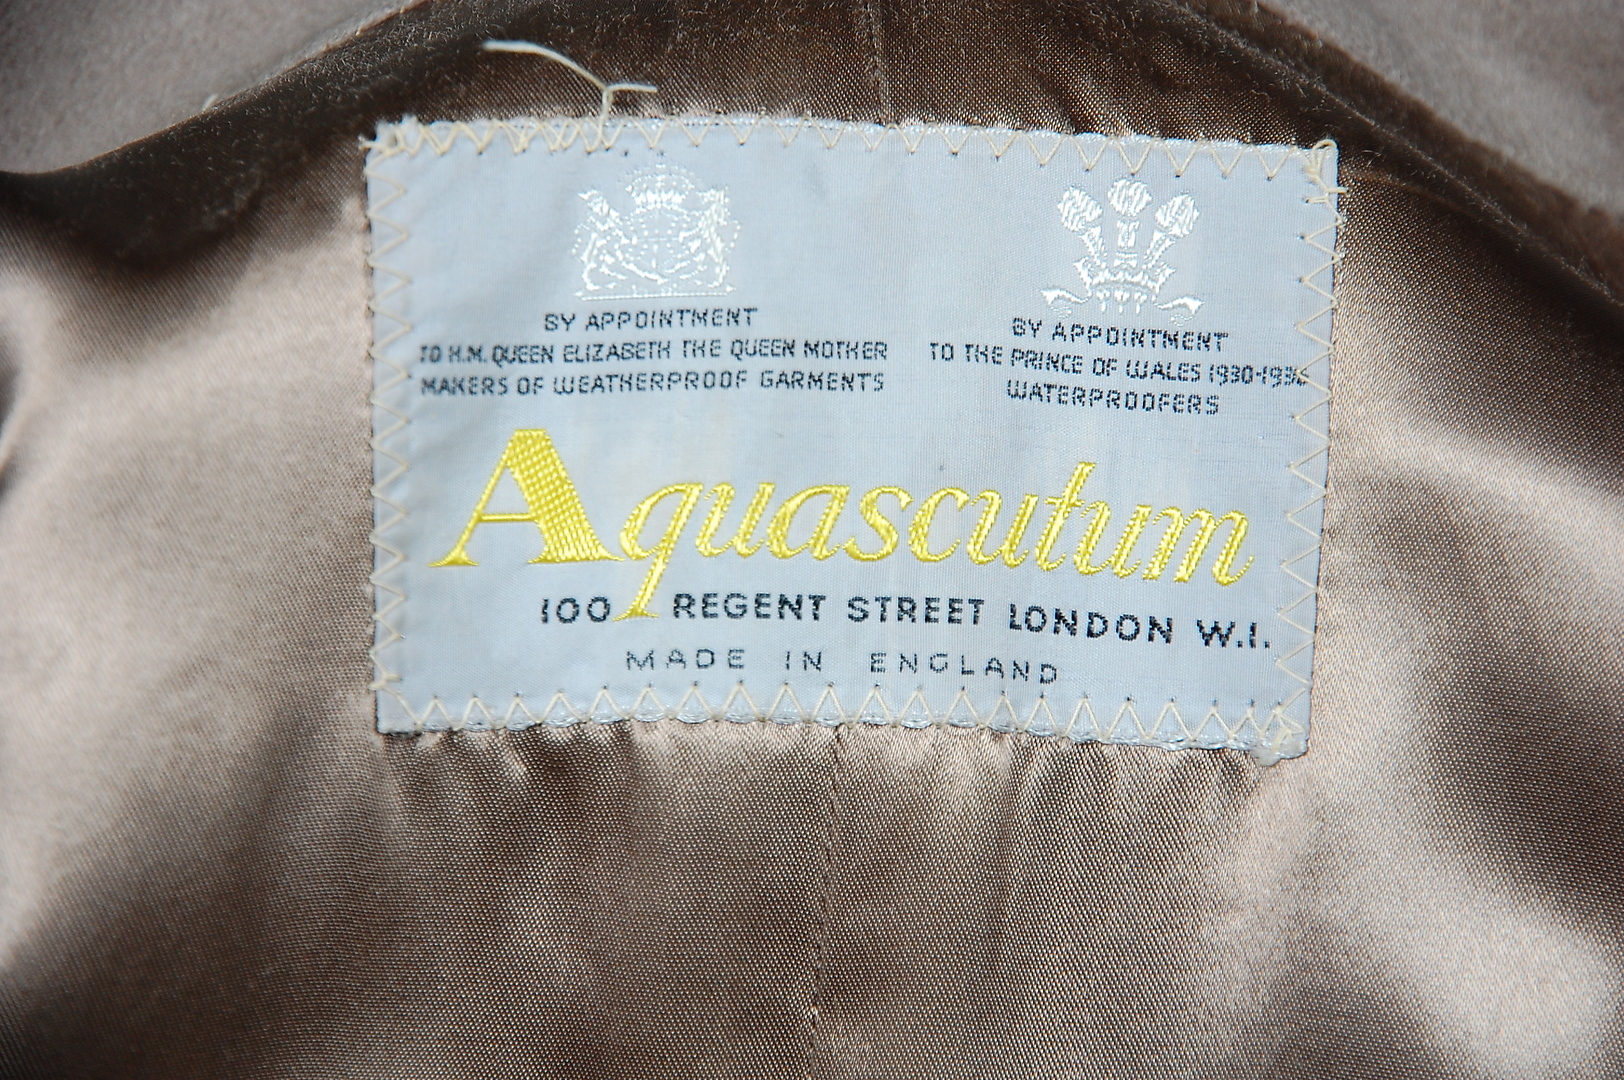 BY APPOINTMENT
TO H.M. QUEEN ELIZABETH THE QUEEN MOTHER
MAKERS OF WEATHERPROOF GARMENTS
BY APPOINTMENT
TO THE PRINCE OF WALES 1930-1936
WATERPROOFERS
Aquascutum
100 REGENT STREET LONDON W.1.
MADE IN ENGLAND